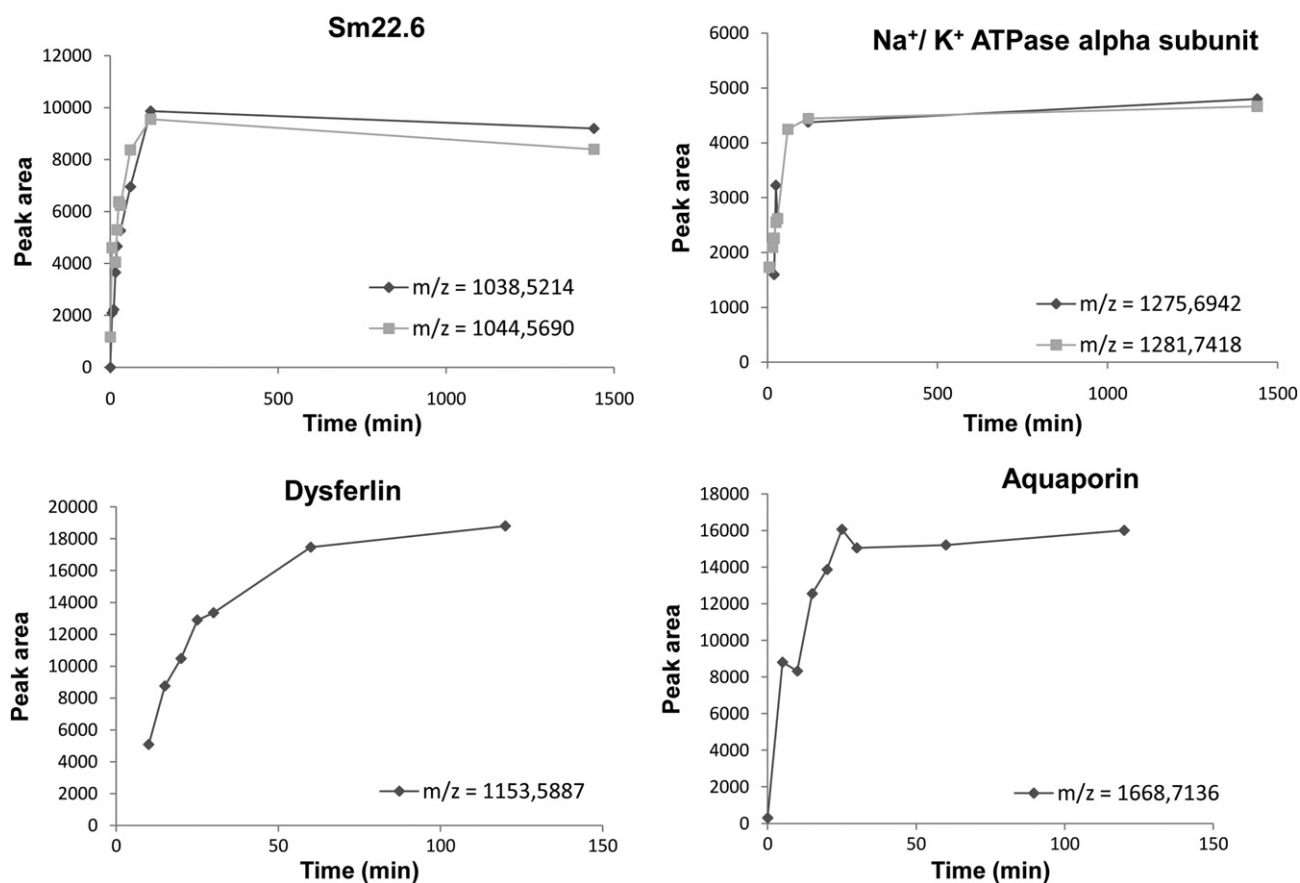 Sm22.6
12000
10000
8000
6000
4000
2000
0
Peak area
m/z = 1038,5214
m/z = 1044,5690
0 500 1000 1500
Time (min)
Na⁺/ K⁺ ATPase alpha subunit
6000
5000
4000
3000
2000
1000
0
Peak area
m/z = 1275,6942
m/z = 1281,7418
0 500 1000 1500
Time (min)
Dysferlin
20000
18000
16000
14000
12000
10000
8000
6000
4000
2000
0
Peak area
m/z = 1153,5887
0 50 100 150
Time (min)
Aquaporin
18000
16000
14000
12000
10000
8000
6000
4000
2000
0
Peak area
m/z = 1668,7136
0 50 100 150
Time (min)